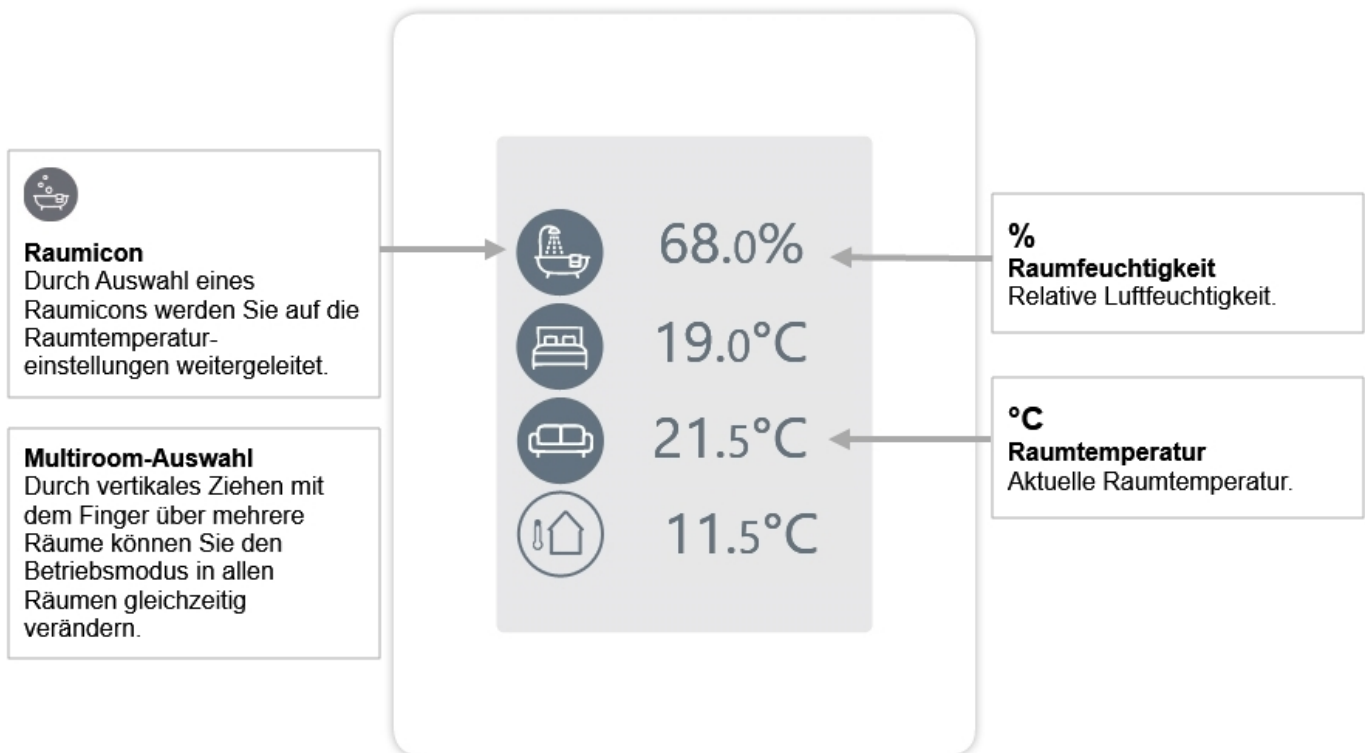 Raumicon
Durch Auswahl eines
Raumicons werden Sie auf die
Raumtemperatur-
einstellungen weitergeleitet.
Multiroom-Auswahl
Durch vertikales Ziehen mit
dem Finger über mehrere
Räume können Sie den
Betriebsmodus in allen
Räumen gleichzeitig
verändern.
68.0%
19.0°C
21.5°C
11.5°C
%
Raumfeuchtigkeit
Relative Luftfeuchtigkeit.
°C
Raumtemperatur
Aktuelle Raumtemperatur.